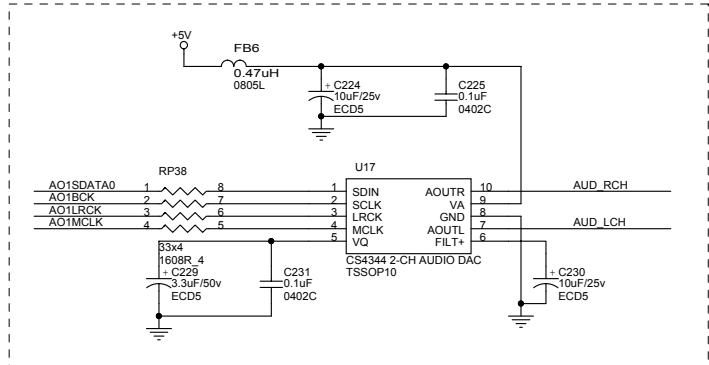 +5V
FB6
0.47uH
0805L
+ C224
10uF/25v
ECD5
C225
0.1uF
0402C
RP38
U17
AO1SDATA0 1 8 1 SDIN AOUTR 10 AUD_RCH
AO1BCK 2 7 2 SCLK VA 9
AO1LRCK 3 6 3 LRCK GND 8
AO1MCLK 4 5 4 MCLK AOUTL 7 AUD_LCH
5 VQ FILT+ 6
33x4
1608R_4
CS4344 2-CH AUDIO DAC
TSSOP10
+ C229
3.3uF/50v
ECD5
C231
0.1uF
0402C
+ C230
10uF/25v
ECD5